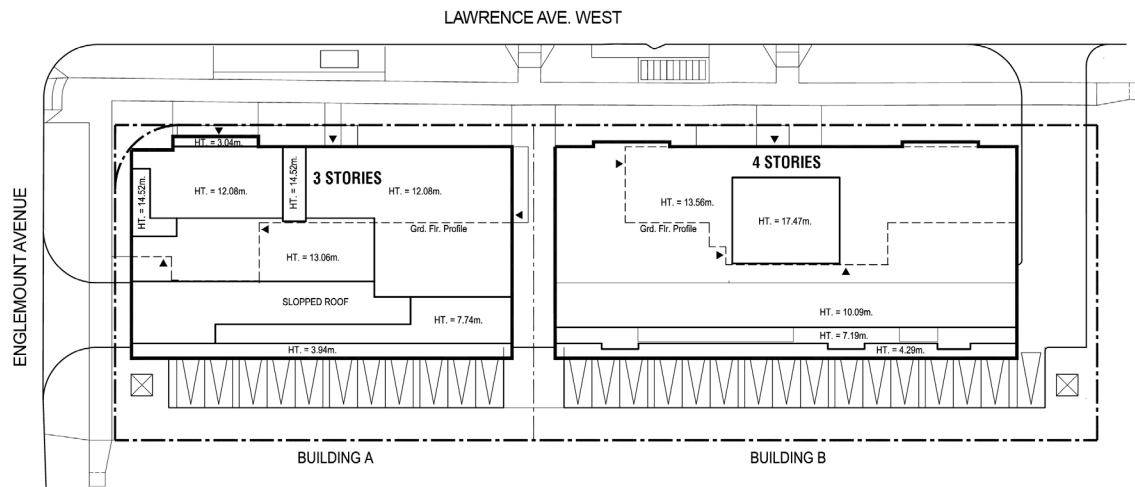 LAWRENCE AVE. WEST
ENGLEMOUNT AVENUE
HT. = 3.04m.
HT. = 14.52m.
HT. = 12.08m.
HT. = 14.52m.
3 STORIES
HT. = 12.08m.
Grd. Flr. Profile
HT. = 13.06m.
SLOPPED ROOF
HT. = 7.74m.
HT. = 3.94m.
4 STORIES
HT. = 13.56m.
HT. = 17.47m.
Grd. Flr. Profile
HT. = 10.09m.
HT. = 7.19m.
HT. = 4.29m.
BUILDING A
BUILDING B